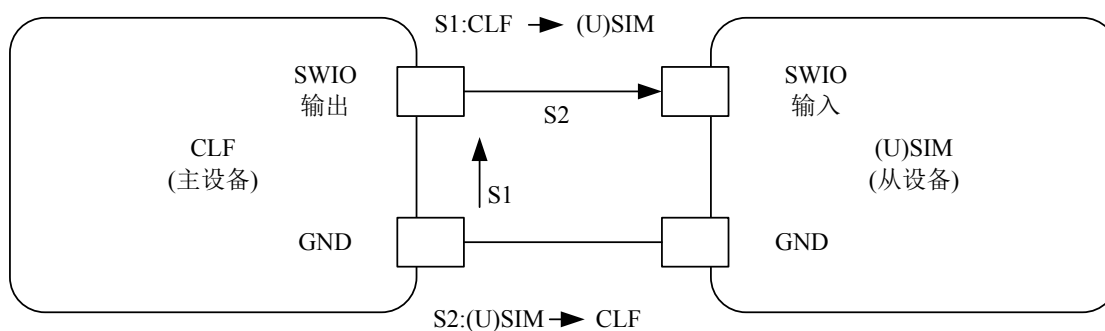 S1:CLF → (U)SIM
SWIO
输出
SWIO
输入
S2
CLF
(主设备)
(U)SIM
(从设备)
S1
GND
GND
S2:(U)SIM → CLF